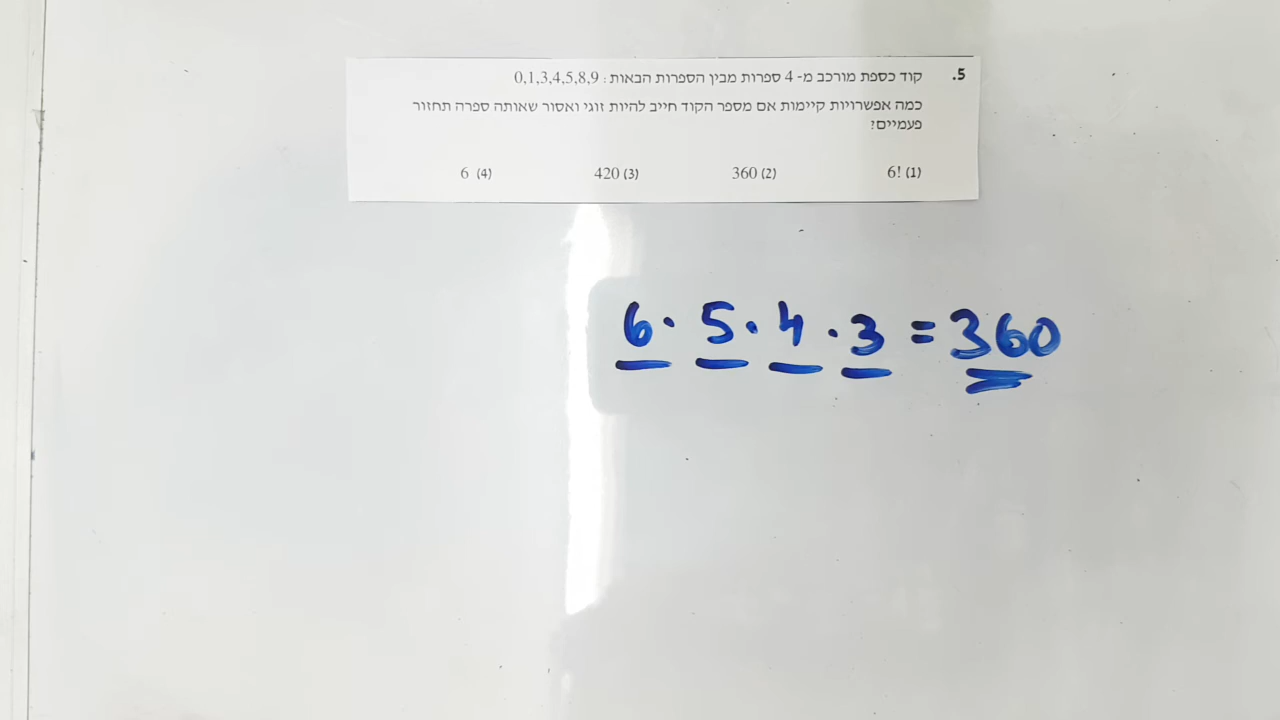 5. קוד כספת מורכב מ- 4 ספרות מבין הספרות הבאות : 0,1,3,4,5,8,9
כמה אפשרויות קיימות אם מספר הקוד חייב להיות זוגי ואסור שאותה ספרה תחזור
פעמיים?
(1) 6! (2) 360 (3) 420 (4) 6
6 · 5 · 4 · 3 = 360